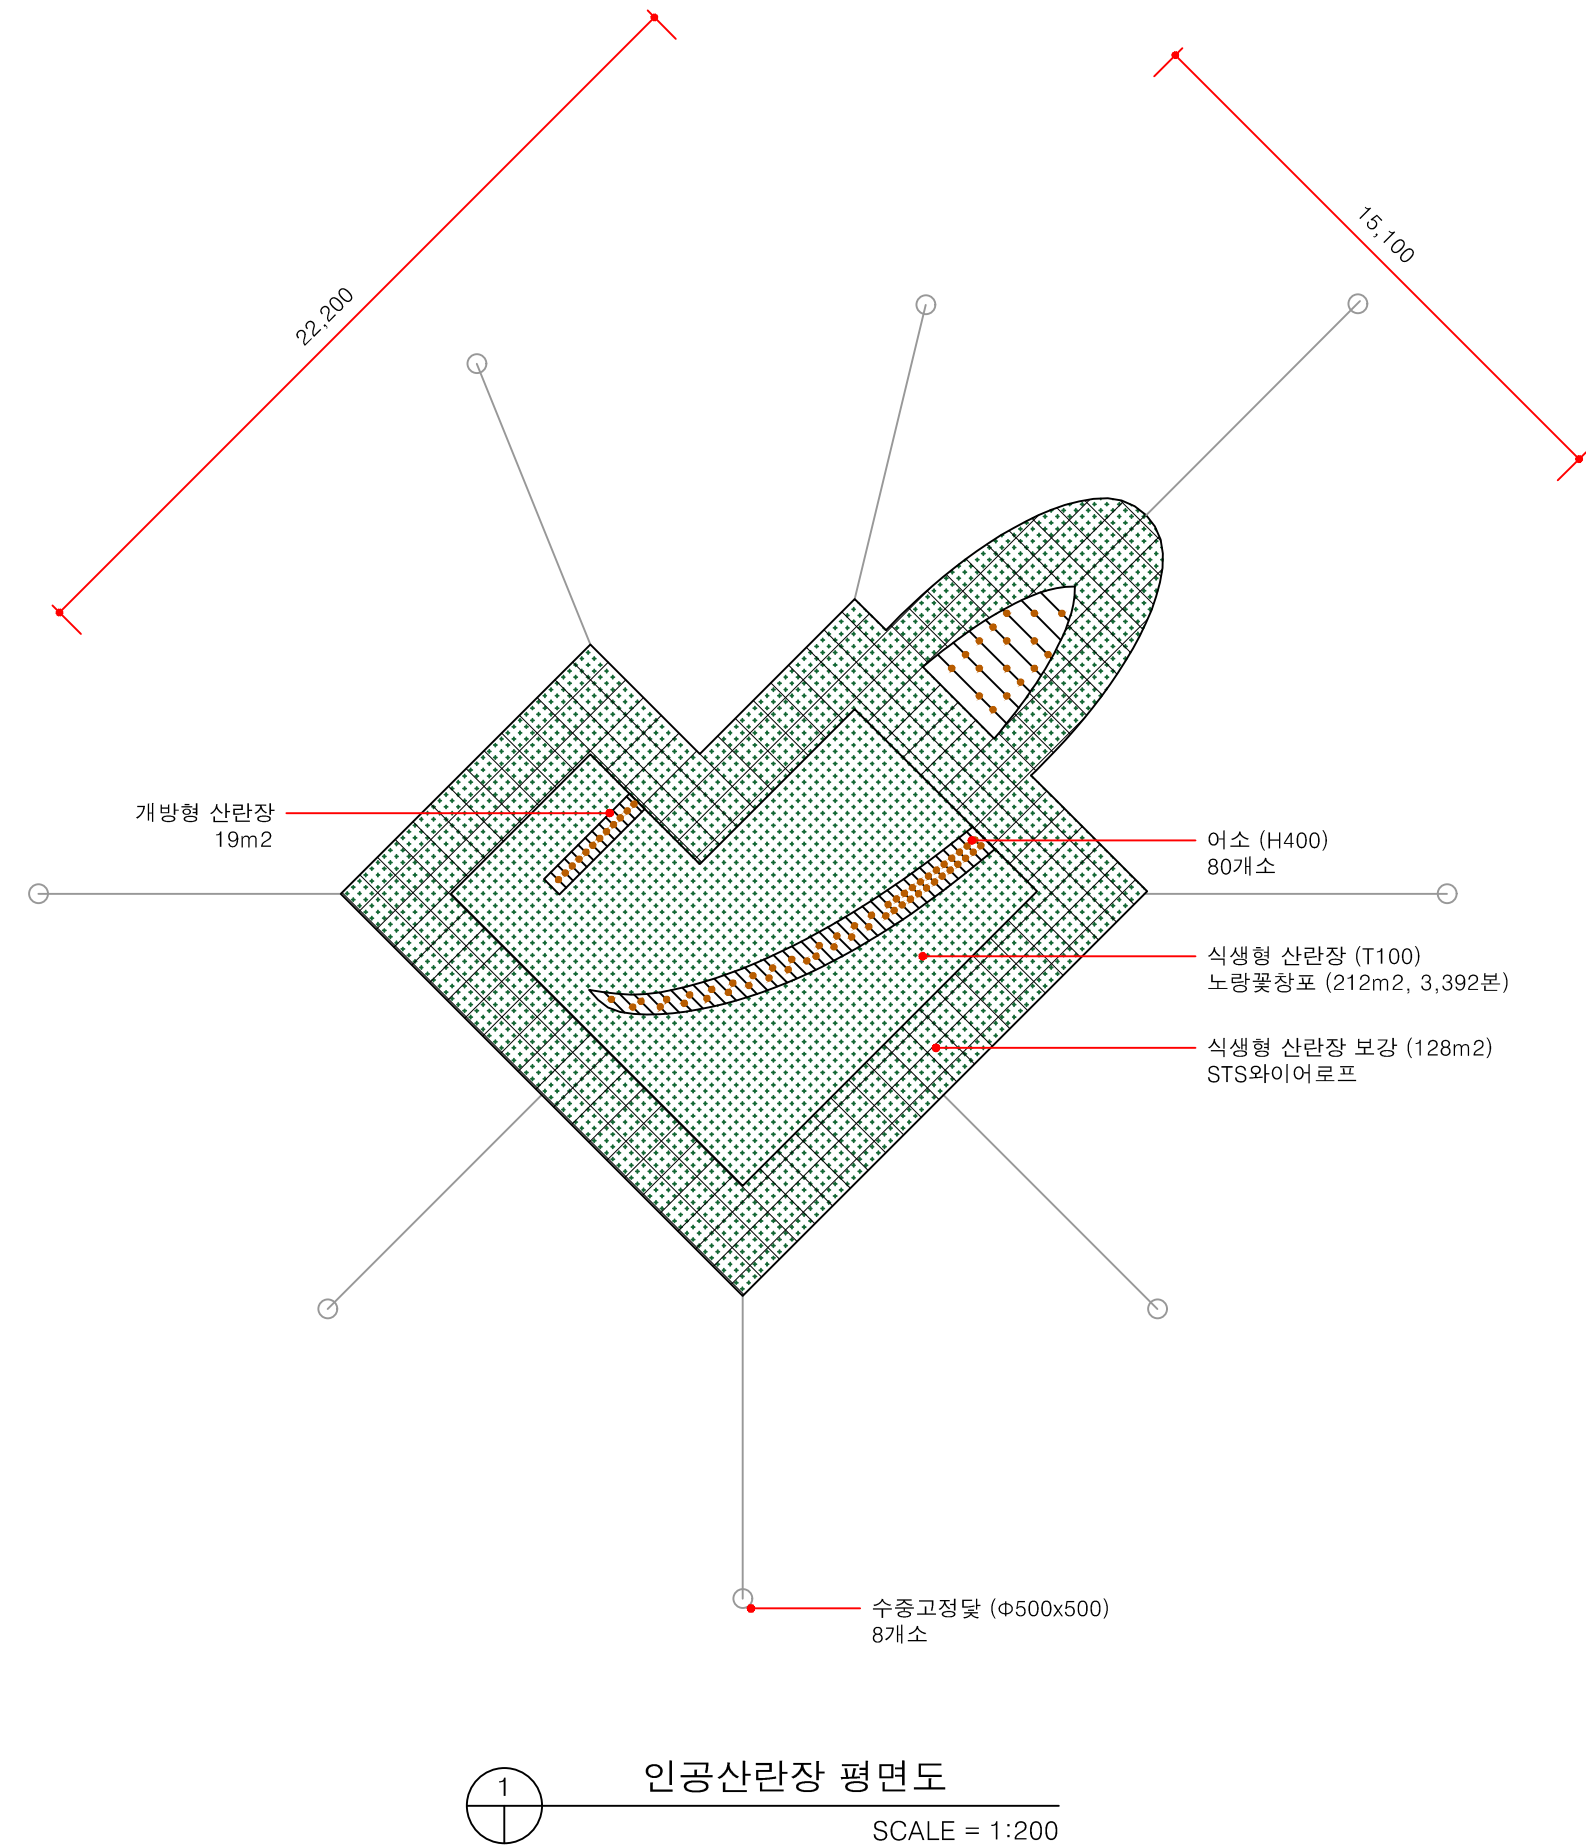 15,100
22,200
개방형 산란장
19m2
어소 (H400)
80개소
식생형 산란장 (T100)
노랑꽃창포 (212m2, 3,392본)
식생형 산란장 보강 (128m2)
STS와이어로프
수중고정닻 (Φ500x500)
8개소
1
인공산란장 평면도
SCALE = 1:200